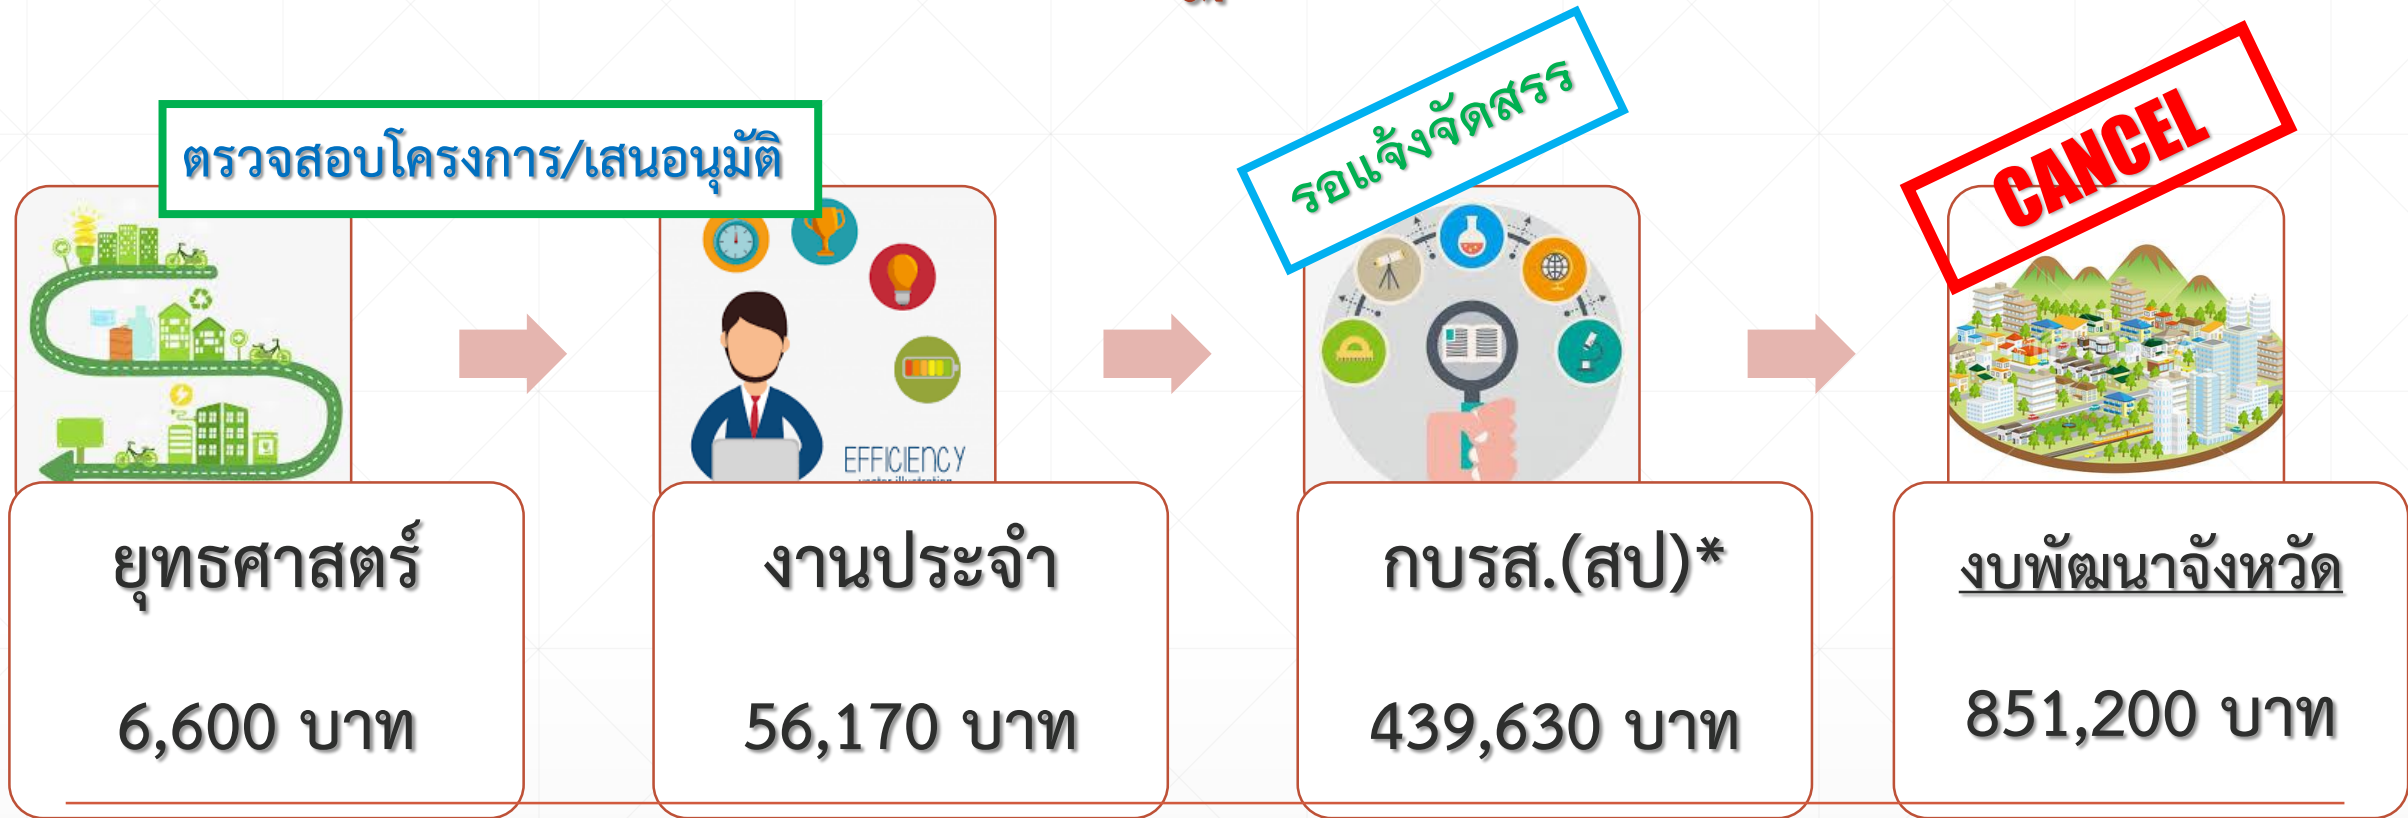 ตรวจสอบโครงการ/เสนอนุมัติ
รอแจ้งจัดสรร
CANCEL
EFFICIENCY
ยุทธศาสตร์
6,600 บาท
งานประจำ
56,170 บาท
กบรส.(สป)*
439,630 บาท
งบพัฒนาจังหวัด
851,200 บาท